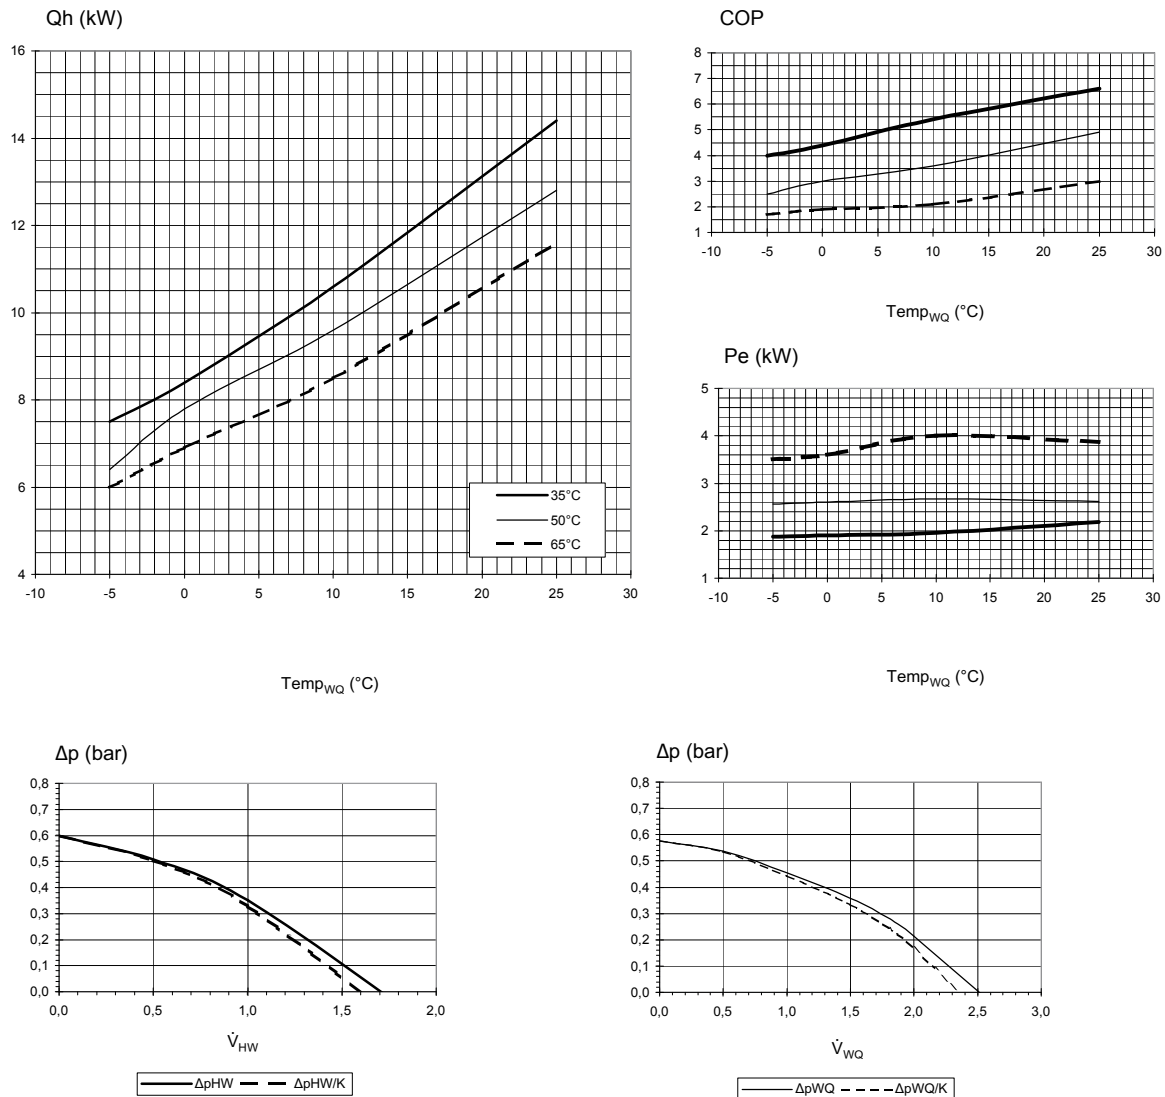 Qh (kW)
16
14
12
10
8
6
4
-10 -5 0 5 10 15 20 25 30
35°C
50°C
65°C
Temp_WQ (°C)
COP
8
7
6
5
4
3
2
1
-10 -5 0 5 10 15 20 25 30
Temp_WQ (°C)
Pe (kW)
5
4
3
2
1
-10 -5 0 5 10 15 20 25 30
Temp_WQ (°C)
Δp (bar)
0,8
0,7
0,6
0,5
0,4
0,3
0,2
0,1
0,0
0,0 0,5 1,0 1,5 2,0
V̇_HW
ΔpHW ΔpHW/K
Δp (bar)
0,8
0,7
0,6
0,5
0,4
0,3
0,2
0,1
0,0
0,0 0,5 1,0 1,5 2,0 2,5 3,0
V̇_WQ
ΔpWQ ΔpWQ/K